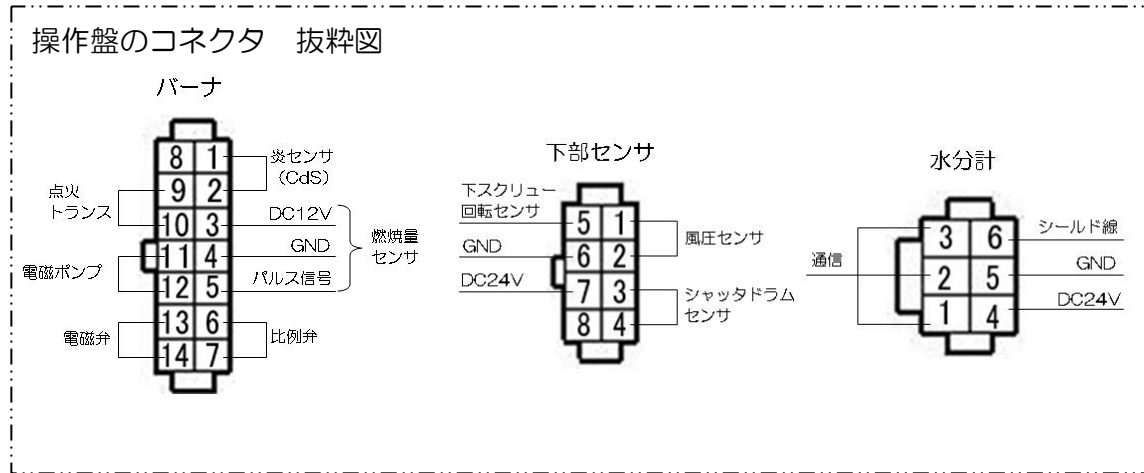 操作盤のコネクタ　抜粋図
バーナ
8 1
9 2
10 3
11 4
12 5
13 6
14 7
点火
トランス
電磁ポンプ
電磁弁
炎センサ
(CdS)
DC12V
GND
パルス信号
燃焼量
センサ
比例弁
下部センサ
下スクリュー
回転センサ
GND
DC24V
5 1
6 2
7 3
8 4
風圧センサ
シャッタドラム
センサ
水分計
通信
3 6
2 5
1 4
シールド線
GND
DC24V